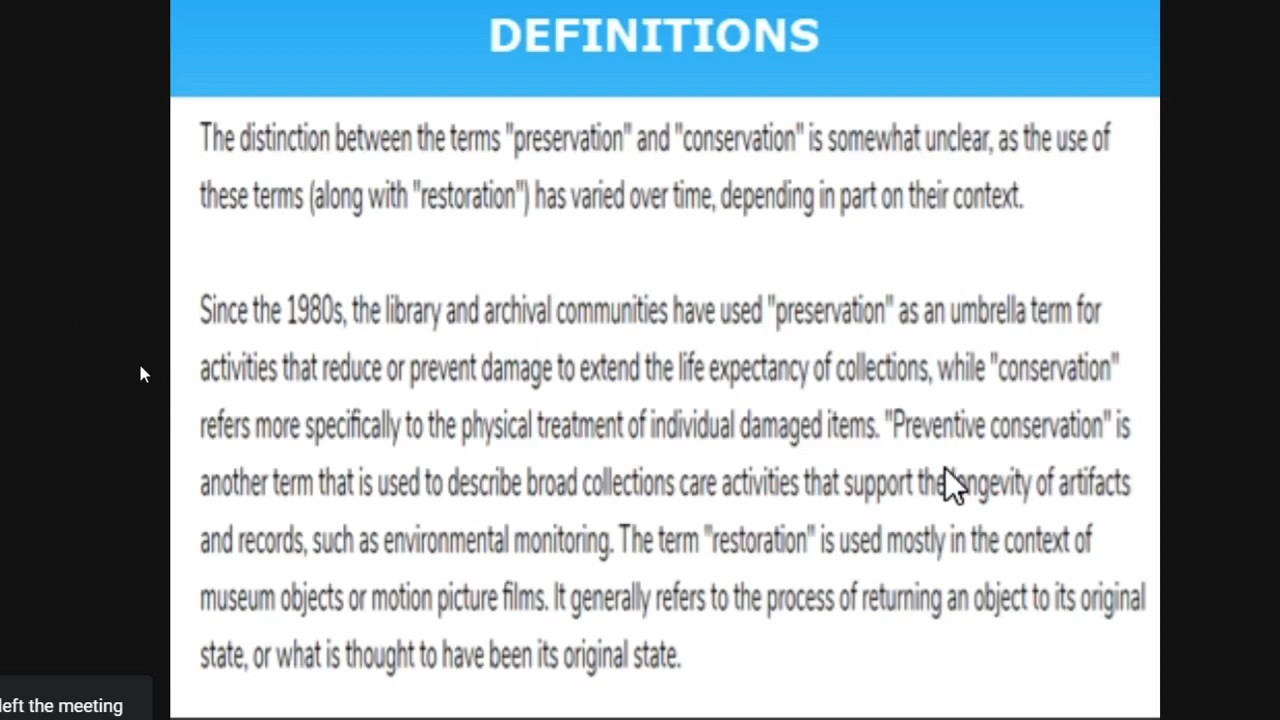 DEFINITIONS
The distinction between the terms "preservation" and "conservation" is somewhat unclear, as the use of
these terms (along with "restoration") has varied over time, depending in part on their context.
Since the 1980s, the library and archival communities have used "preservation" as an umbrella term for
activities that reduce or prevent damage to extend the life expectancy of collections, while "conservation"
refers more specifically to the physical treatment of individual damaged items. "Preventive conservation" is
another term that is used to describe broad collections care activities that support the longevity of artifacts
and records, such as environmental monitoring. The term "restoration" is used mostly in the context of
museum objects or motion picture films. It generally refers to the process of returning an object to its original
state, or what is thought to have been its original state.
left the meeting